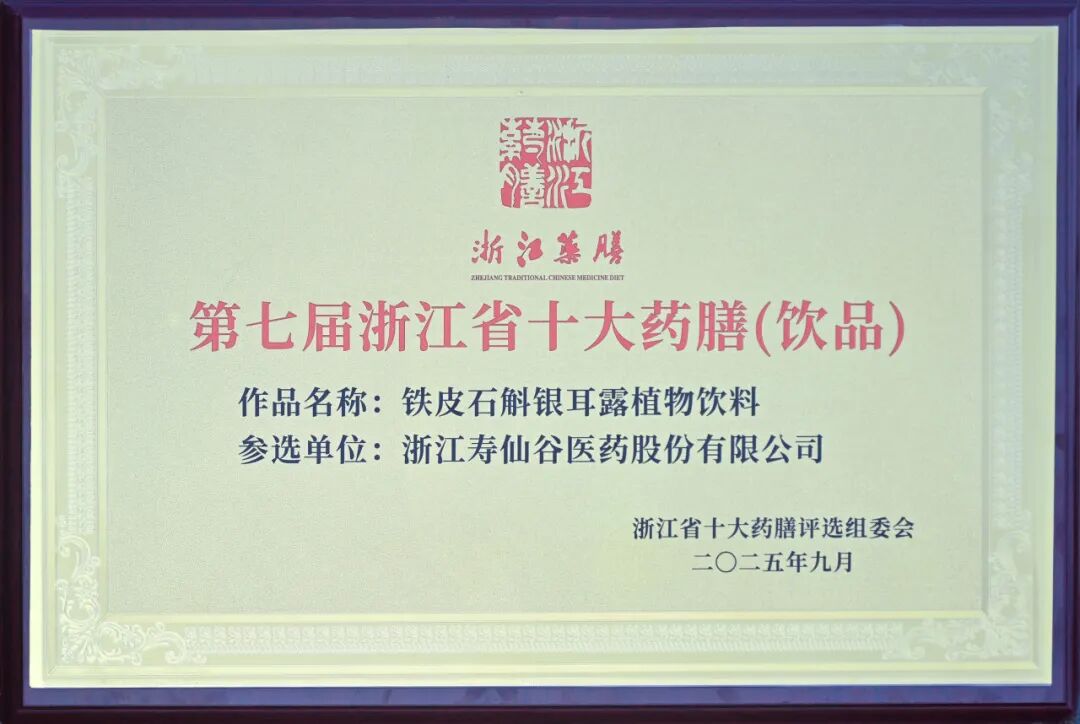 浙江
药膳
浙江药膳
ZHEJIANG TRADITIONAL CHINESE MEDICINE DIET
第七届浙江省十大药膳(饮品)
作品名称：铁皮石斛银耳露植物饮料
参选单位：浙江寿仙谷医药股份有限公司
浙江省十大药膳评选组委会
二〇二五年九月